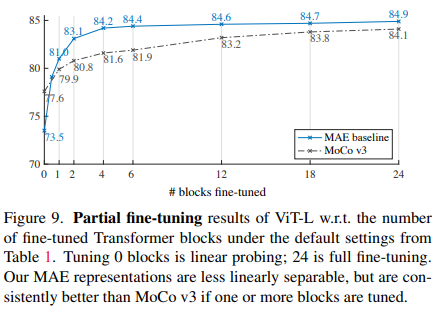 85
84.2 84.4 84.6 84.7 84.9
83.1
83.2 83.8 84.1
81.0
81.6 81.9
80 80.8
79.9
77.6
75
73.5
MAE baseline
MoCo v3
70
0 1 2 4 6 12 18 24
# blocks fine-tuned
Figure 9. Partial fine-tuning results of ViT-L w.r.t. the number
of fine-tuned Transformer blocks under the default settings from
Table 1. Tuning 0 blocks is linear probing; 24 is full fine-tuning.
Our MAE representations are less linearly separable, but are con-
sistently better than MoCo v3 if one or more blocks are tuned.